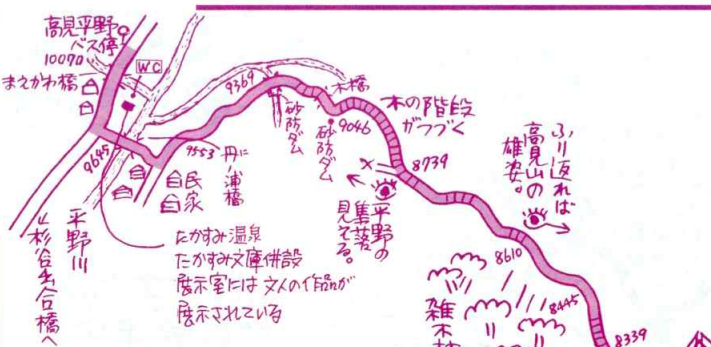 高見平野
バス停
10070
まえがわ橋
WC
9645
9553
丹ノ浦橋
に
民家
平野川
↓杉谷出合橋へ
たかすみ温泉
たかすみ文庫併設
展示室には文人の作品が
展示されている
9369
砂防ダム
木橋
砂防ダム
9046
木の階段
がつづく
8739
平野の
集落
見える。
ふり返れば
高見山の
雄姿。
8610
8445
8339
雑木林